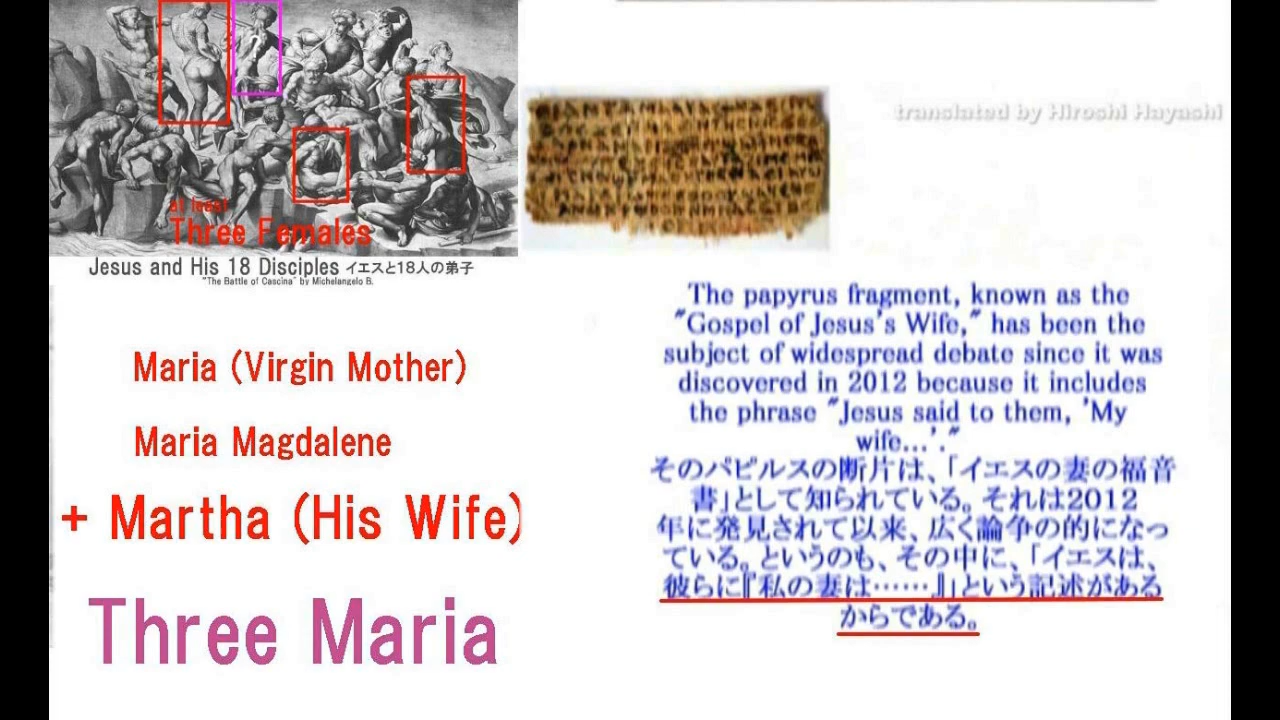 ?
at least
Three Females
Jesus and His 18 Disciples イエスと18人の弟子
"The Battle of Cascina" by Michelangelo B.
Maria (Virgin Mother)
Maria Magdalene
+ Martha (His Wife)
Three Maria
translated by Hiroshi Hayashi
The papyrus fragment, known as the
"Gospel of Jesus's Wife," has been the
subject of widespread debate since it was
discovered in 2012 because it includes
the phrase "Jesus said to them, 'My
wife...'."
そのパピルスの断片は、「イエスの妻の福音
書」として知られている。それは2012
年に発見されて以来、広く論争の的になっ
ている。というのも、その中に、「イエスは、
彼らに『私の妻は……』」という記述がある
からである。